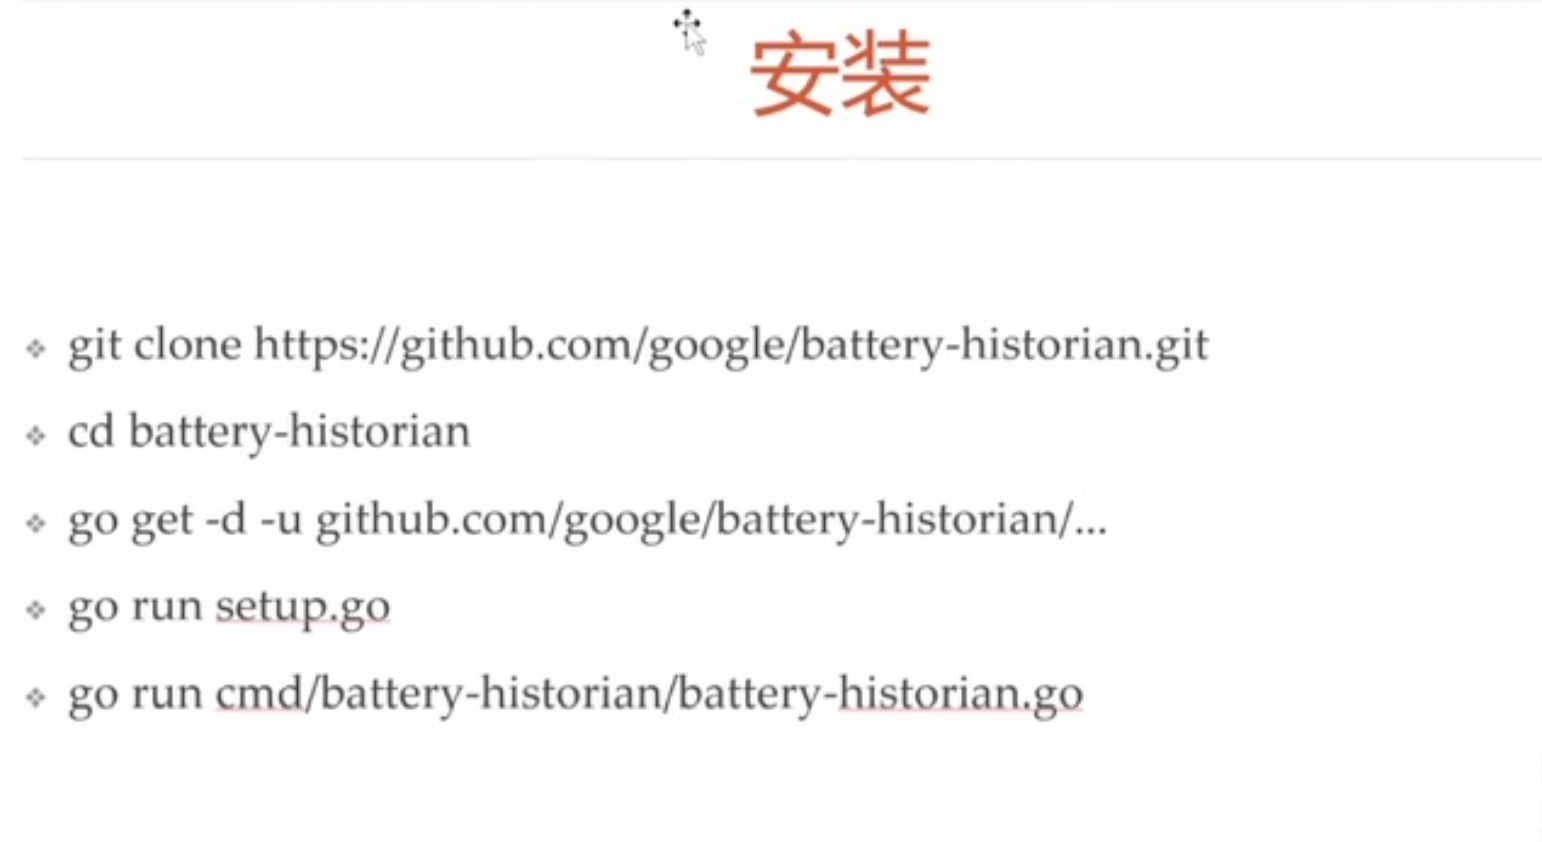 安装
git clone https://github.com/google/battery-historian.git
cd battery-historian
go get -d -u github.com/google/battery-historian/...
go run setup.go
go run cmd/battery-historian/battery-historian.go